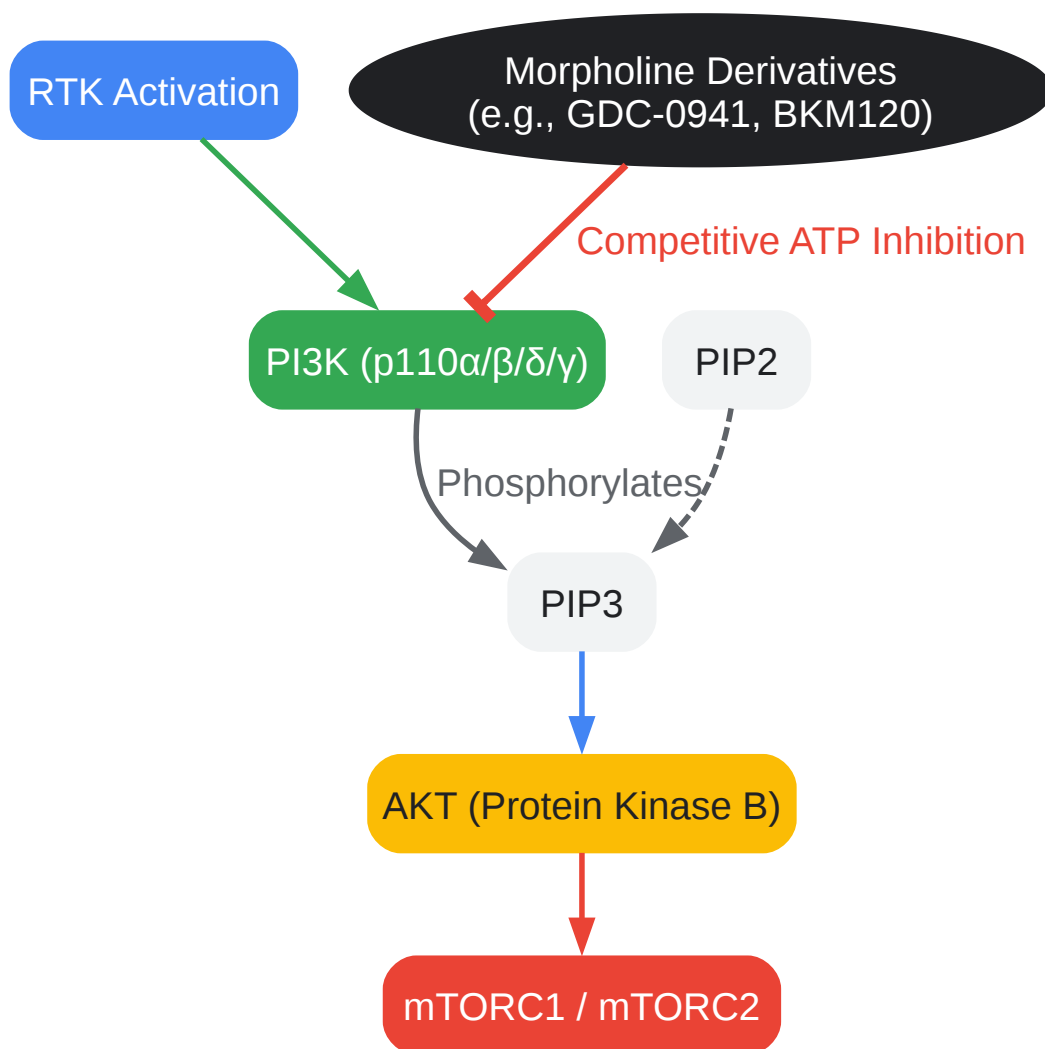 RTK Activation
Morpholine Derivatives
(e.g., GDC-0941, BKM120)
Competitive ATP Inhibition
PI3K (p110α/β/δ/γ)
PIP2
Phosphorylates
PIP3
AKT (Protein Kinase B)
mTORC1 / mTORC2